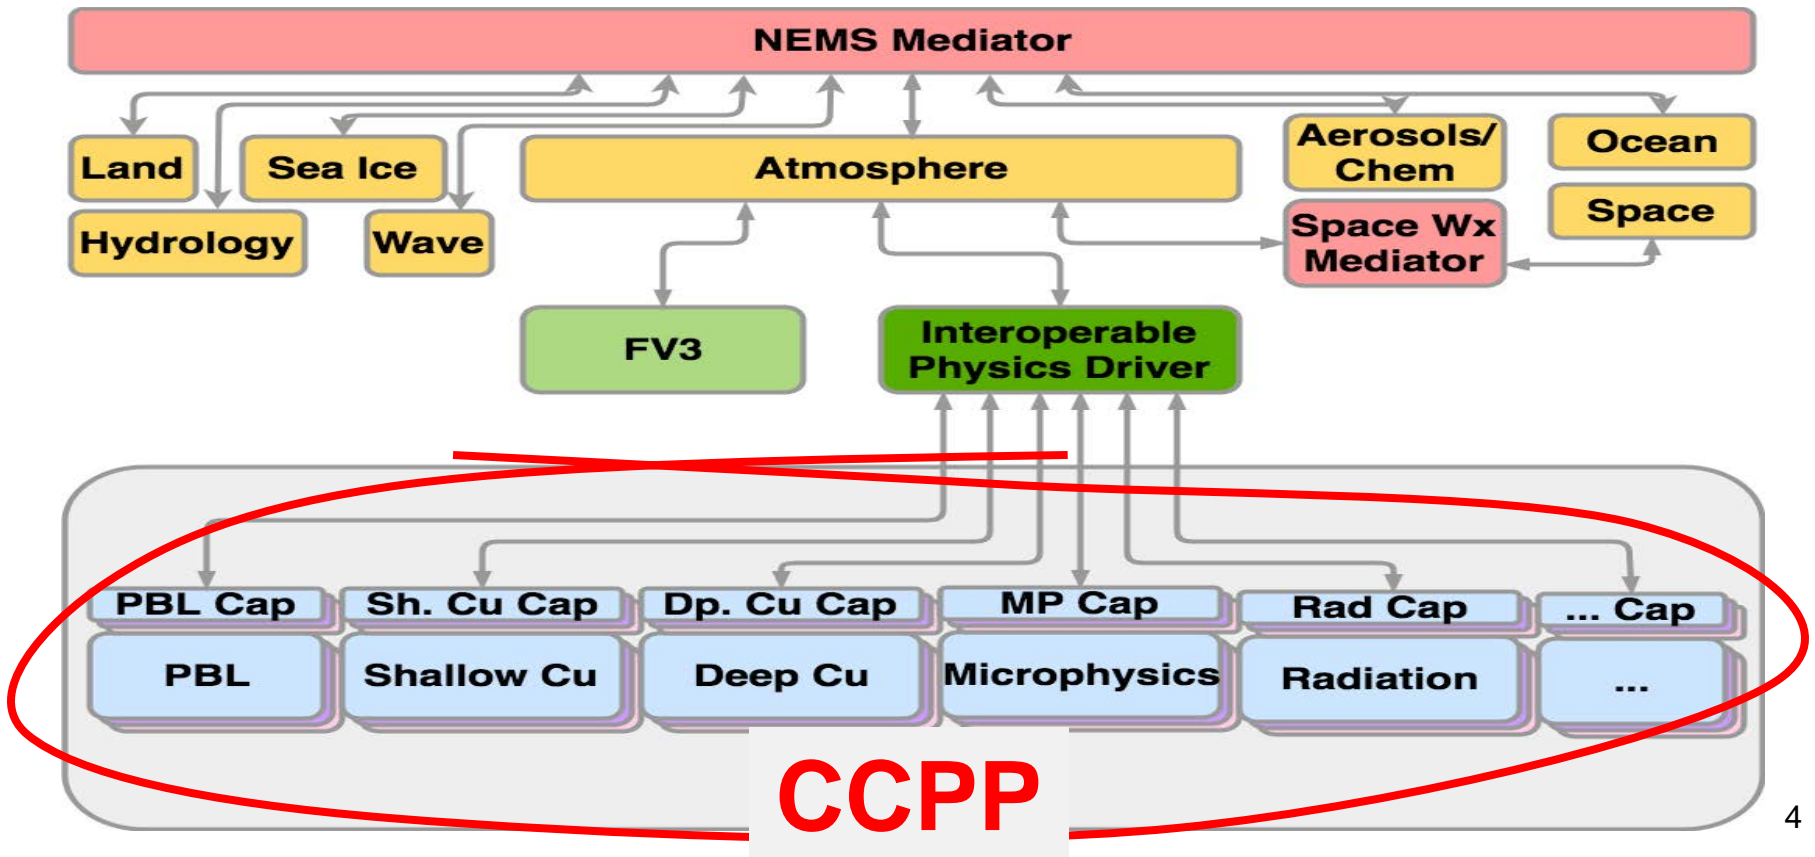 NEMS Mediator
Land
Sea Ice
Atmosphere
Aerosols/
Chem
Ocean
Hydrology
Wave
Space Wx
Mediator
Space
FV3
Interoperable
Physics Driver
PBL Cap
Sh. Cu Cap
Dp. Cu Cap
MP Cap
Rad Cap
... Cap
PBL
Shallow Cu
Deep Cu
Microphysics
Radiation
...
CCPP
4